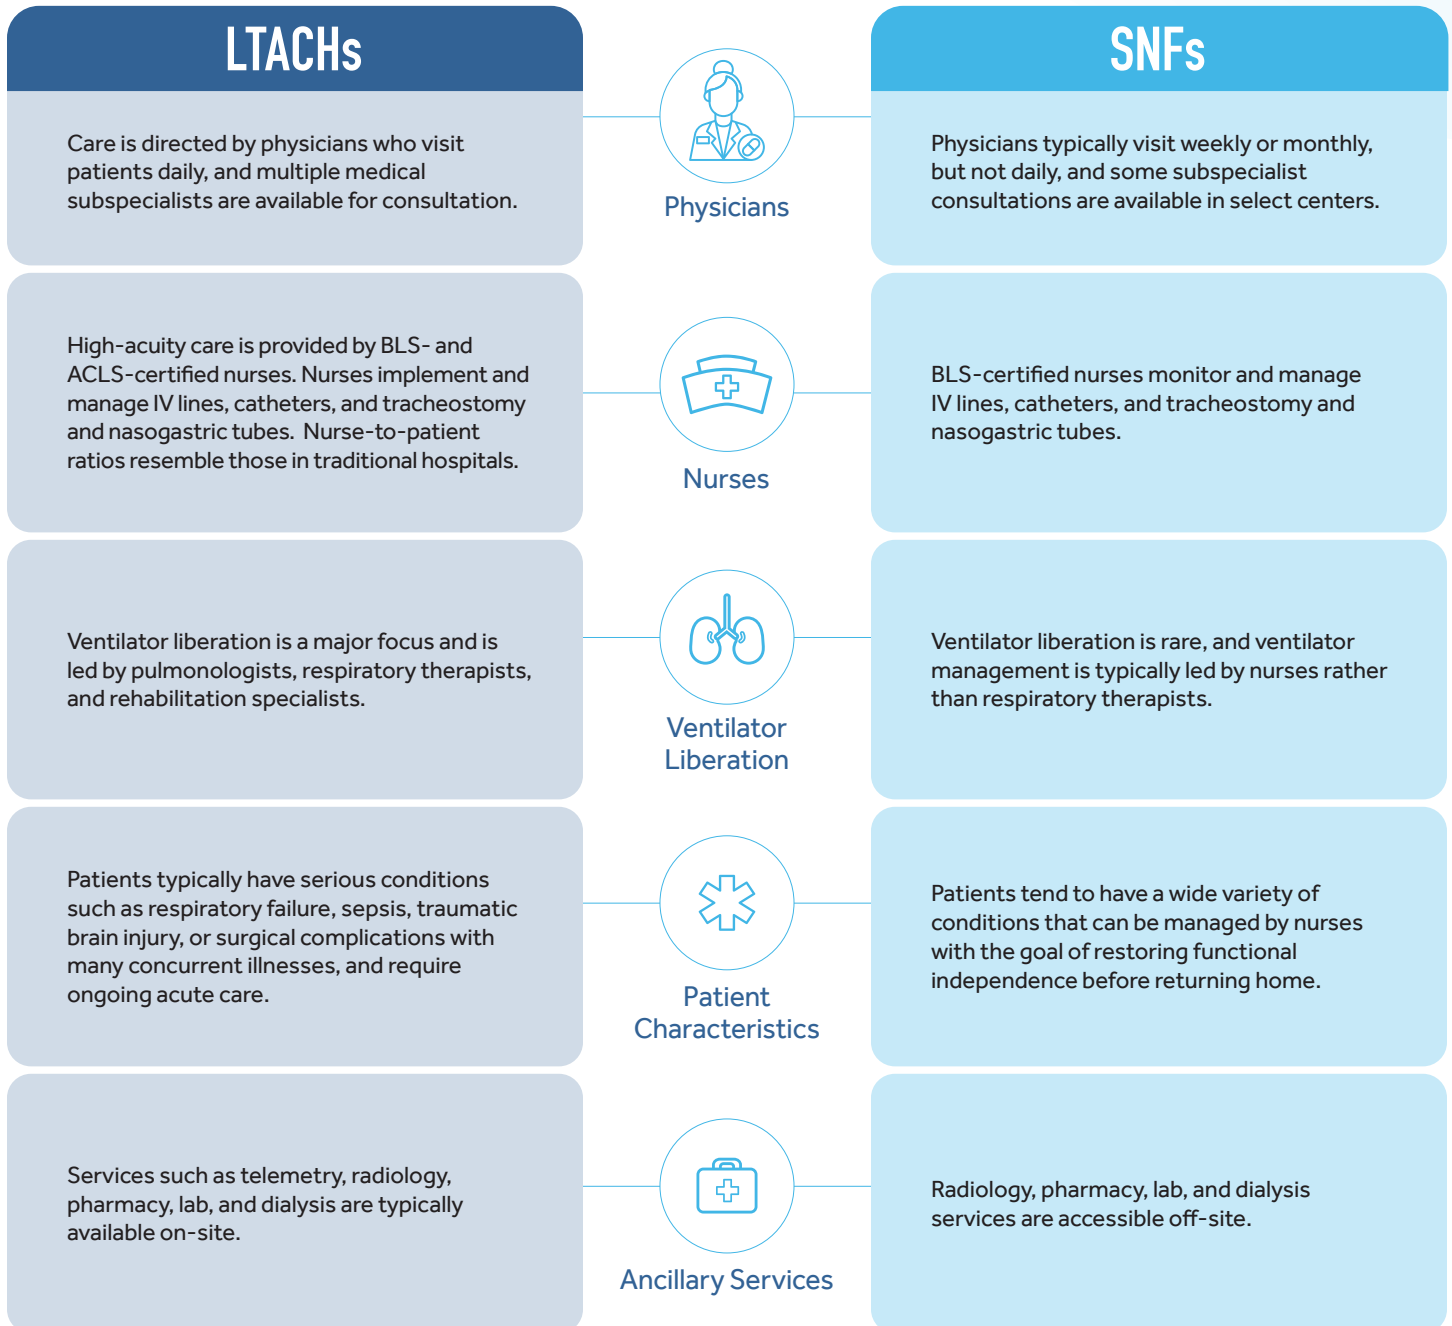 LTACHs
SNFs
Care is directed by physicians who visit
patients daily, and multiple medical
subspecialists are available for consultation.
Physicians
Physicians typically visit weekly or monthly,
but not daily, and some subspecialist
consultations are available in select centers.
High-acuity care is provided by BLS- and
ACLS-certified nurses. Nurses implement and
manage IV lines, catheters, and tracheostomy
and nasogastric tubes.  Nurse-to-patient
ratios resemble those in traditional hospitals.
Nurses
BLS-certified nurses monitor and manage
IV lines, catheters, and tracheostomy and
nasogastric tubes.
Ventilator liberation is a major focus and is
led by pulmonologists, respiratory therapists,
and rehabilitation specialists.
Ventilator
Liberation
Ventilator liberation is rare, and ventilator
management is typically led by nurses rather
than respiratory therapists.
Patients typically have serious conditions
such as respiratory failure, sepsis, traumatic
brain injury, or surgical complications with
many concurrent illnesses, and require
ongoing acute care.
Patient
Characteristics
Patients tend to have a wide variety of
conditions that can be managed by nurses
with the goal of restoring functional
independence before returning home.
Services such as telemetry, radiology,
pharmacy, lab, and dialysis are typically
available on-site.
Ancillary Services
Radiology, pharmacy, lab, and dialysis
services are accessible off-site.